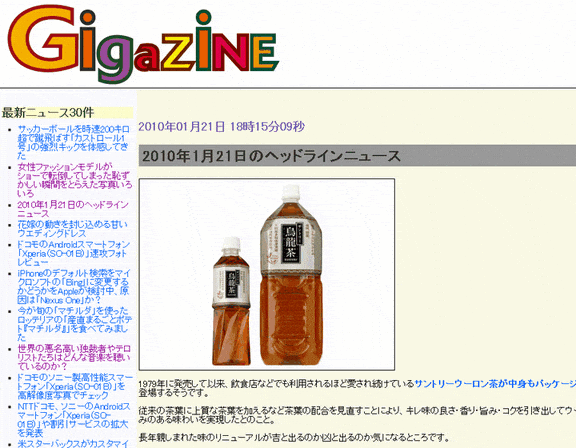 GigaZiNE
最新ニュース30件
サッカーボールを時速200キロ
超で蹴飛ばす「カストロール1
号」の強烈キックを体感してき
た
女性ファッションモデルが
ショーで転倒してしまった恥ず
かしい瞬間をとらえた写真いろ
いろ
2010年1月21日のヘッドライン
ニュース
花嫁の動きを封じ込める甘い
ウエディングドレス
ドコモのAndroidスマートフォン
「Xperia（SO-01B）」速攻フォト
レビュー
iPhoneのデフォルト検索をマイ
クロソフトの「Bing」に変更する
かどうかをAppleが検討中、原
因は「Nexus One」か？
今が旬の「マチルダ」を使った
ロッテリアの「産直まるごとポテ
ト『マチルダ』」を食べてみまし
た
世界の悪名高い独裁者やテロ
リストたちはどんな音楽を聴い
ているのか？
ドコモのソニー製高性能スマー
トフォン「Xperia（SO-01B）」を
高解像度写真でチェック
NTTドコモ、ソニーのAndroidス
マートフォン「Xperia（SO-
01B）」や割引サービスの拡大
を発表
米スターバックスがカスタマイ
2010年01月21日 18時15分09秒
2010年1月21日のヘッドラインニュース
烏龍茶
烏龍茶
1979年に発売して以来、飲食店などでも利用されるほど愛され続けているサントリーウーロン茶が中身もパッケージ
登場するそうです。
従来の茶葉に上質な茶葉を加えるなど茶葉の配合を見直すことにより、キレ味の良さ・香り・旨み・コクを引き出してウー
みのある味わいを実現したとのこと。
長年親しまれた味のリニューアルが吉と出るのか凶と出るのか気になるところです。